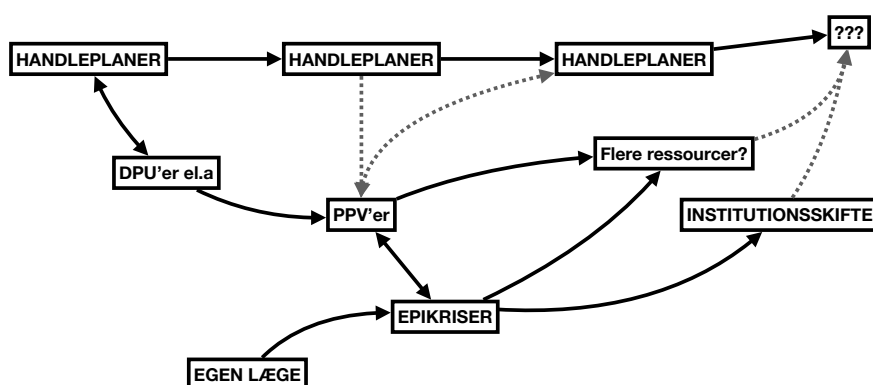 ???
HANDLEPLANER
HANDLEPLANER
HANDLEPLANER
Flere ressourcer?
DPU'er el.a
PPV'er
INSTITUTIONSSKIFTE
EPIKRISER
EGEN LÆGE